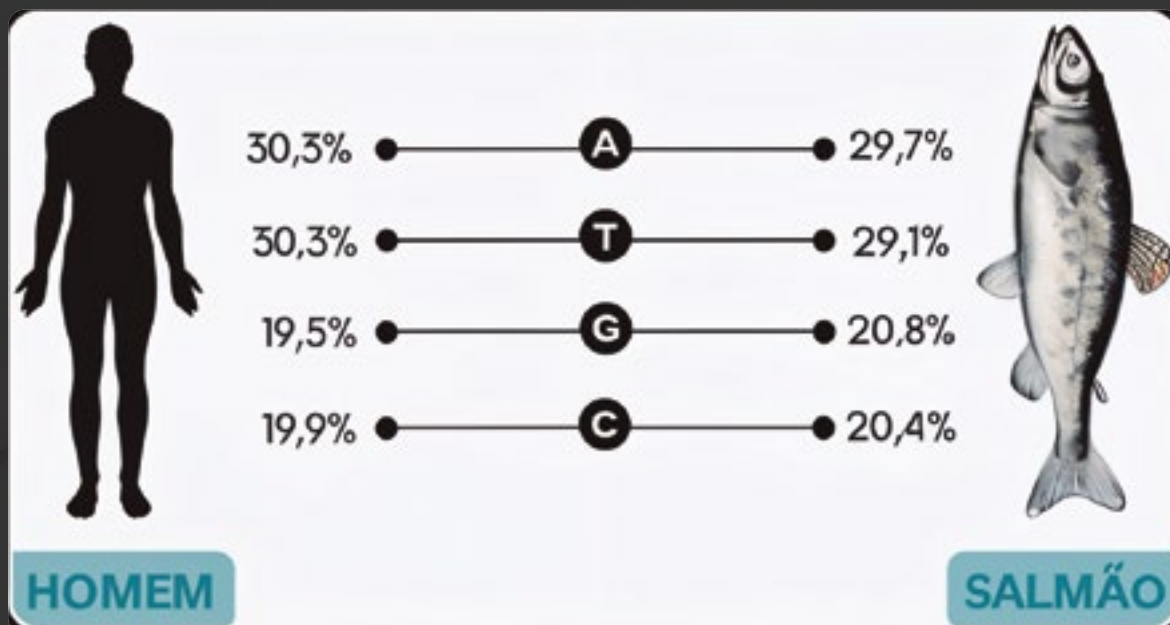 30,3% A 29,7%
30,3% T 29,1%
19,5% G 20,8%
19,9% C 20,4%
HOMEM SALMÃO